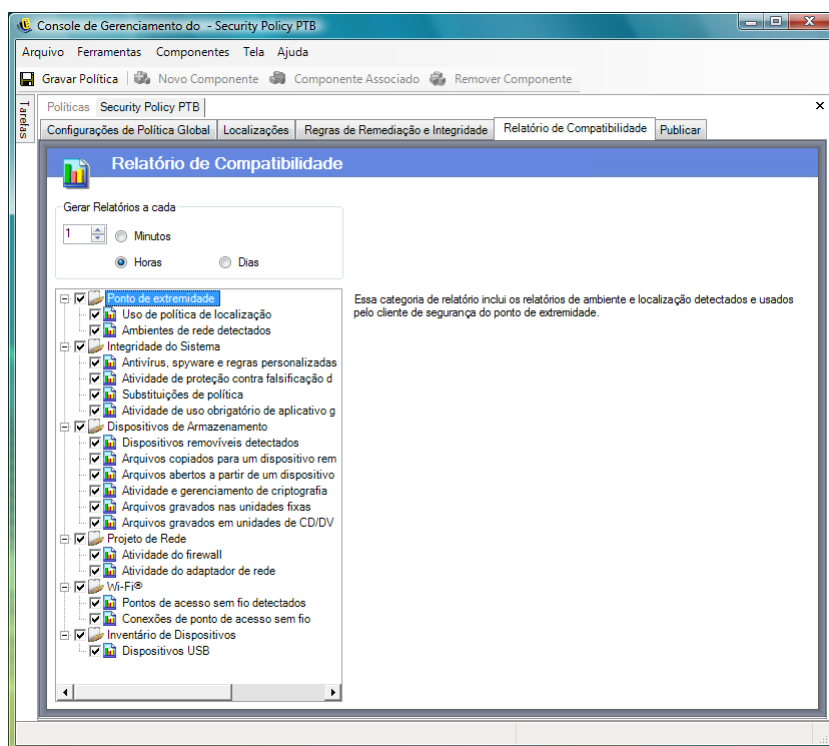 Console de Gerenciamento do - Security Policy PTB
Arquivo Ferramentas Componentes Tela Ajuda
Gravar Política Novo Componente Componente Associado Remover Componente
Tarefas
Políticas Security Policy PTB
Configurações de Política Global Localizações Regras de Remediação e Integridade Relatório de Compatibilidade Publicar
Relatório de Compatibilidade
Gerar Relatórios a cada
1 Minutos
Horas Dias
Ponto de extremidade
Uso de política de localização
Ambientes de rede detectados
Integridade do Sistema
Antivírus, spyware e regras personalizadas
Atividade de proteção contra falsificação d
Substituições de política
Atividade de uso obrigatório de aplicativo g
Dispositivos de Armazenamento
Dispositivos removíveis detectados
Arquivos copiados para um dispositivo rem
Arquivos abertos a partir de um dispositivo
Atividade e gerenciamento de criptografia
Arquivos gravados nas unidades fixas
Arquivos gravados em unidades de CD/DV
Projeto de Rede
Atividade do firewall
Atividade do adaptador de rede
Wi-Fi®
Pontos de acesso sem fio detectados
Conexões de ponto de acesso sem fio
Inventário de Dispositivos
Dispositivos USB
Essa categoria de relatório inclui os relatórios de ambiente e localização detectados e usados
pelo cliente de segurança do ponto de extremidade.